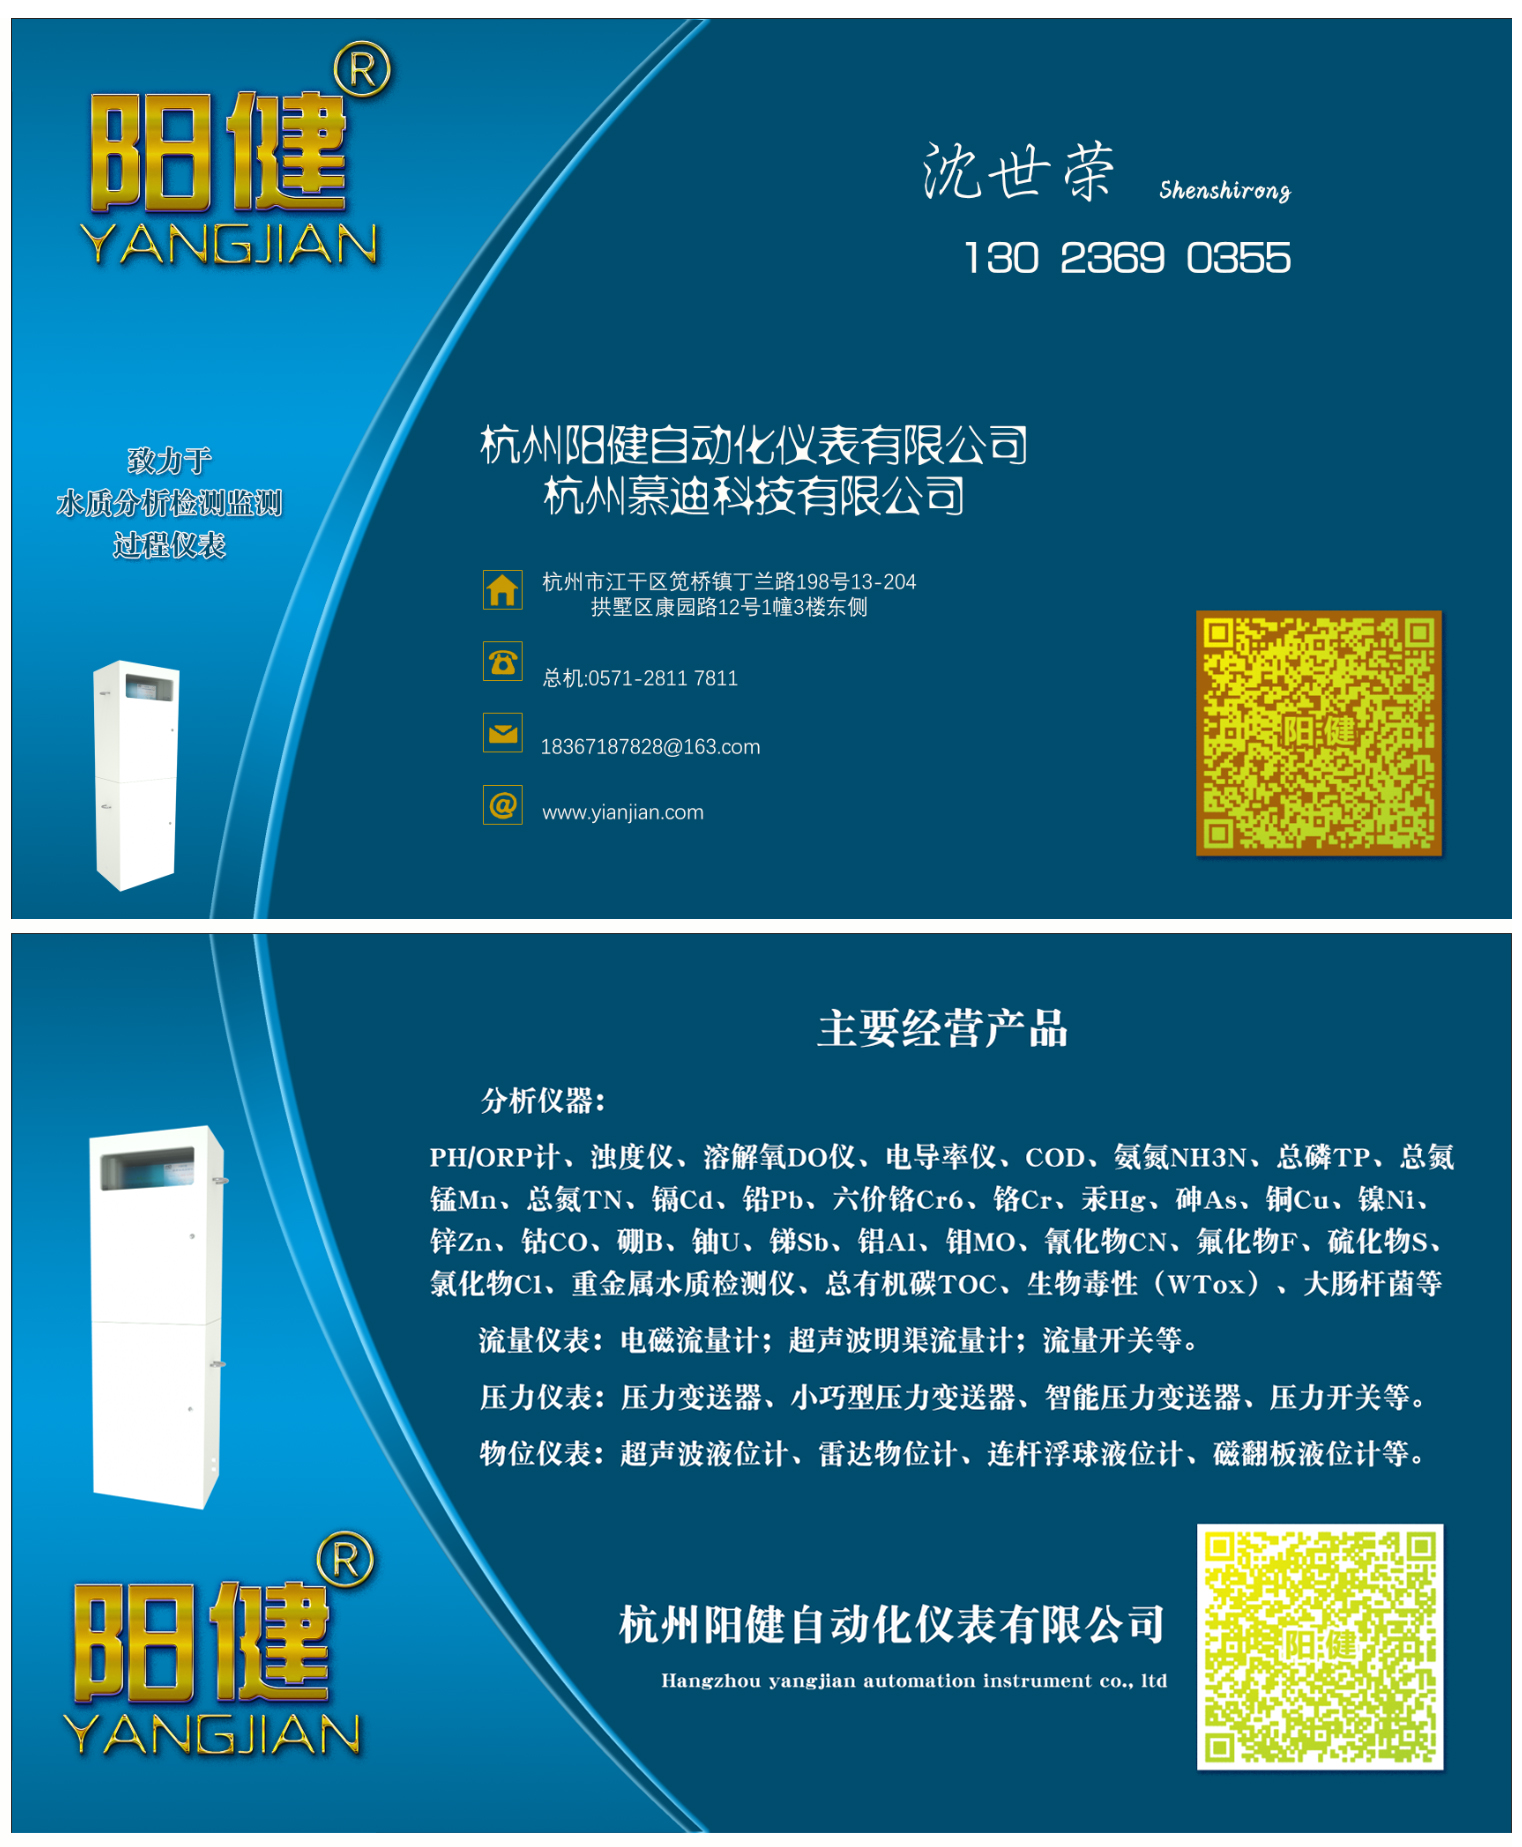 阳健®
YANGJIAN
沈世荣 Shenshirong
130 2369 0355
致力于
水质分析检测监测
过程仪表
杭州阳健自动化仪表有限公司
杭州慕迪科技有限公司
杭州市江干区笕桥镇丁兰路198号13-204
拱墅区康园路12号1幢3楼东侧
总机:0571-2811 7811
18367187828@163.com
www.yianjian.com
阳健
主要经营产品
分析仪器：
PH/ORP计、浊度仪、溶解氧DO仪、电导率仪、COD、氨氮NH3N、总磷TP、总氮
锰Mn、总氮TN、镉Cd、铅Pb、六价铬Cr6、铬Cr、汞Hg、砷As、铜Cu、镍Ni、
锌Zn、钴CO、硼B、铀U、锑Sb、铝Al、钼MO、氰化物CN、氟化物F、硫化物S、
氯化物Cl、重金属水质检测仪、总有机碳TOC、生物毒性（WTox）、大肠杆菌等
流量仪表：电磁流量计；超声波明渠流量计；流量开关等。
压力仪表：压力变送器、小巧型压力变送器、智能压力变送器、压力开关等。
物位仪表：超声波液位计、雷达物位计、连杆浮球液位计、磁翻板液位计等。
阳健®
YANGJIAN
杭州阳健自动化仪表有限公司
Hangzhou yangjian automation instrument co., ltd
阳健